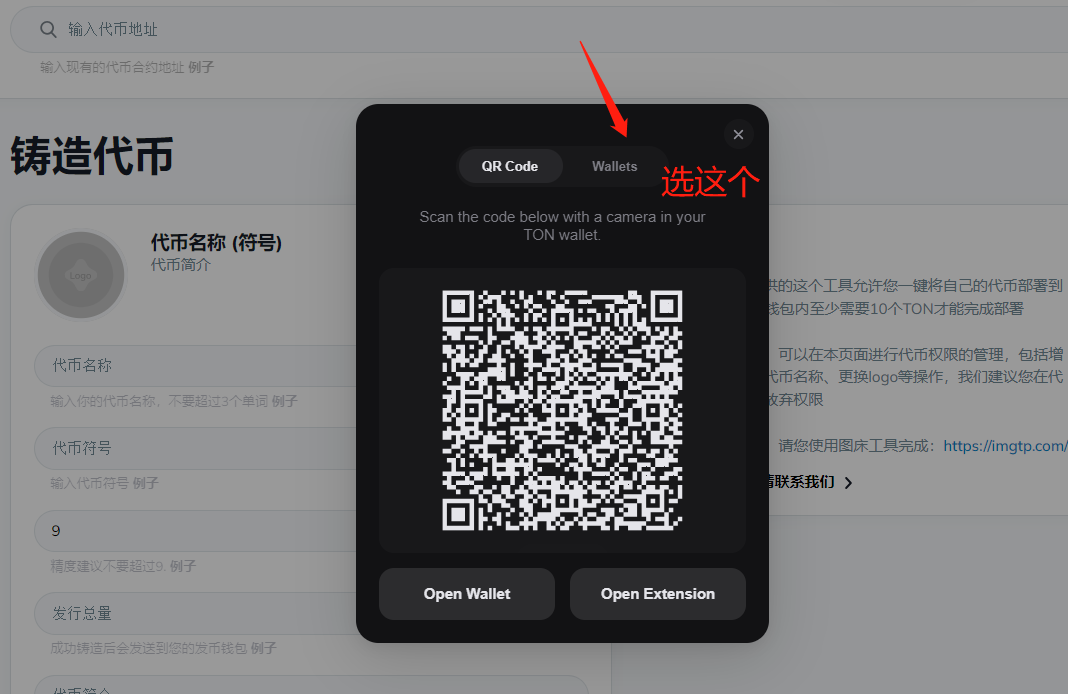 输入代币地址
输入现有的代币合约地址 例子
铸造代币
Logo
代币名称 (符号)
代币简介
代币名称
输入你的代币名称，不要超过3个单词 例子
代币符号
输入代币符号 例子
9
精度建议不要超过9. 例子
发行总量
成功铸造后会发送到您的发币钱包 例子
代币简介
QR Code
Wallets
选这个
Scan the code below with a camera in your
TON wallet.
Open Wallet
Open Extension
供的这个工具允许您一键将自己的代币部署到
钱包内至少需要10个TON才能完成部署
可以在本页面进行代币权限的管理，包括增
代币名称、更换logo等操作，我们建议您在代
放弃权限
请您使用图床工具完成：https://imgtp.com/
请联系我们